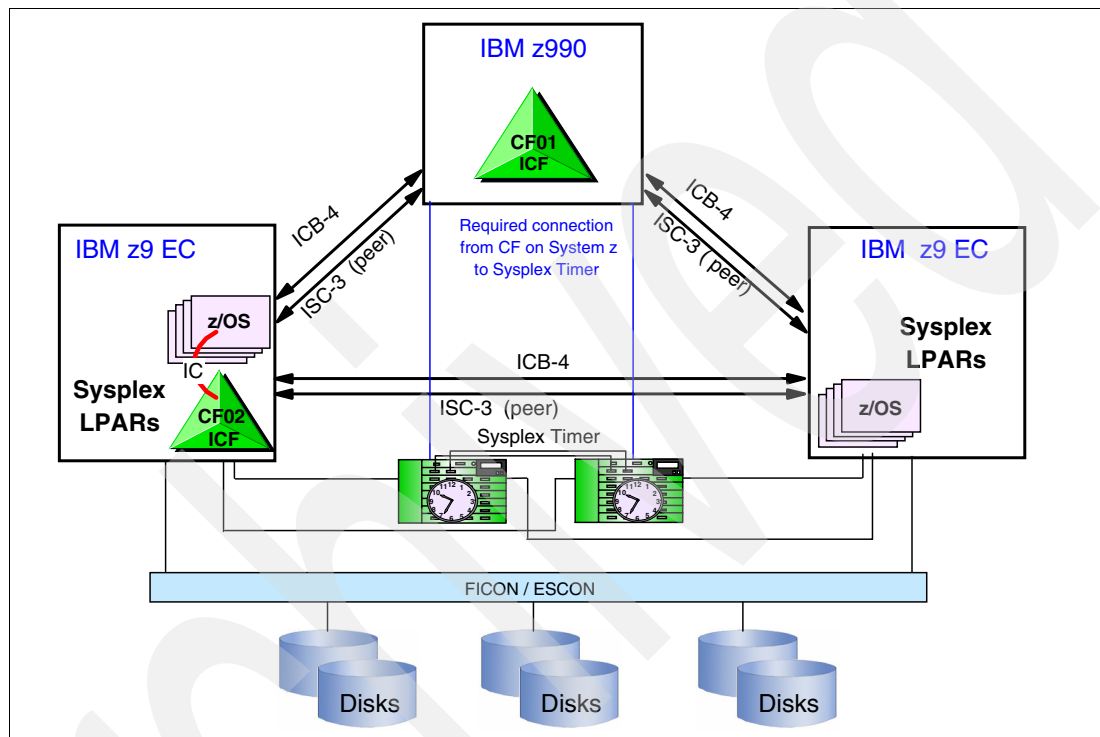 IBM z990
CF01
ICF
ICB-4
ISC-3 (peer)
ICB-4
ISC-3 ( peer)
Required connection
from CF on System z
to Sysplex Timer
IBM z9 EC
z/OS
IC
Sysplex
LPARs
CF02
ICF
IBM z9 EC
Sysplex
LPARs
z/OS
ICB-4
ISC-3 (peer)
Sysplex Timer
FICON / ESCON
Disks
Disks
Disks